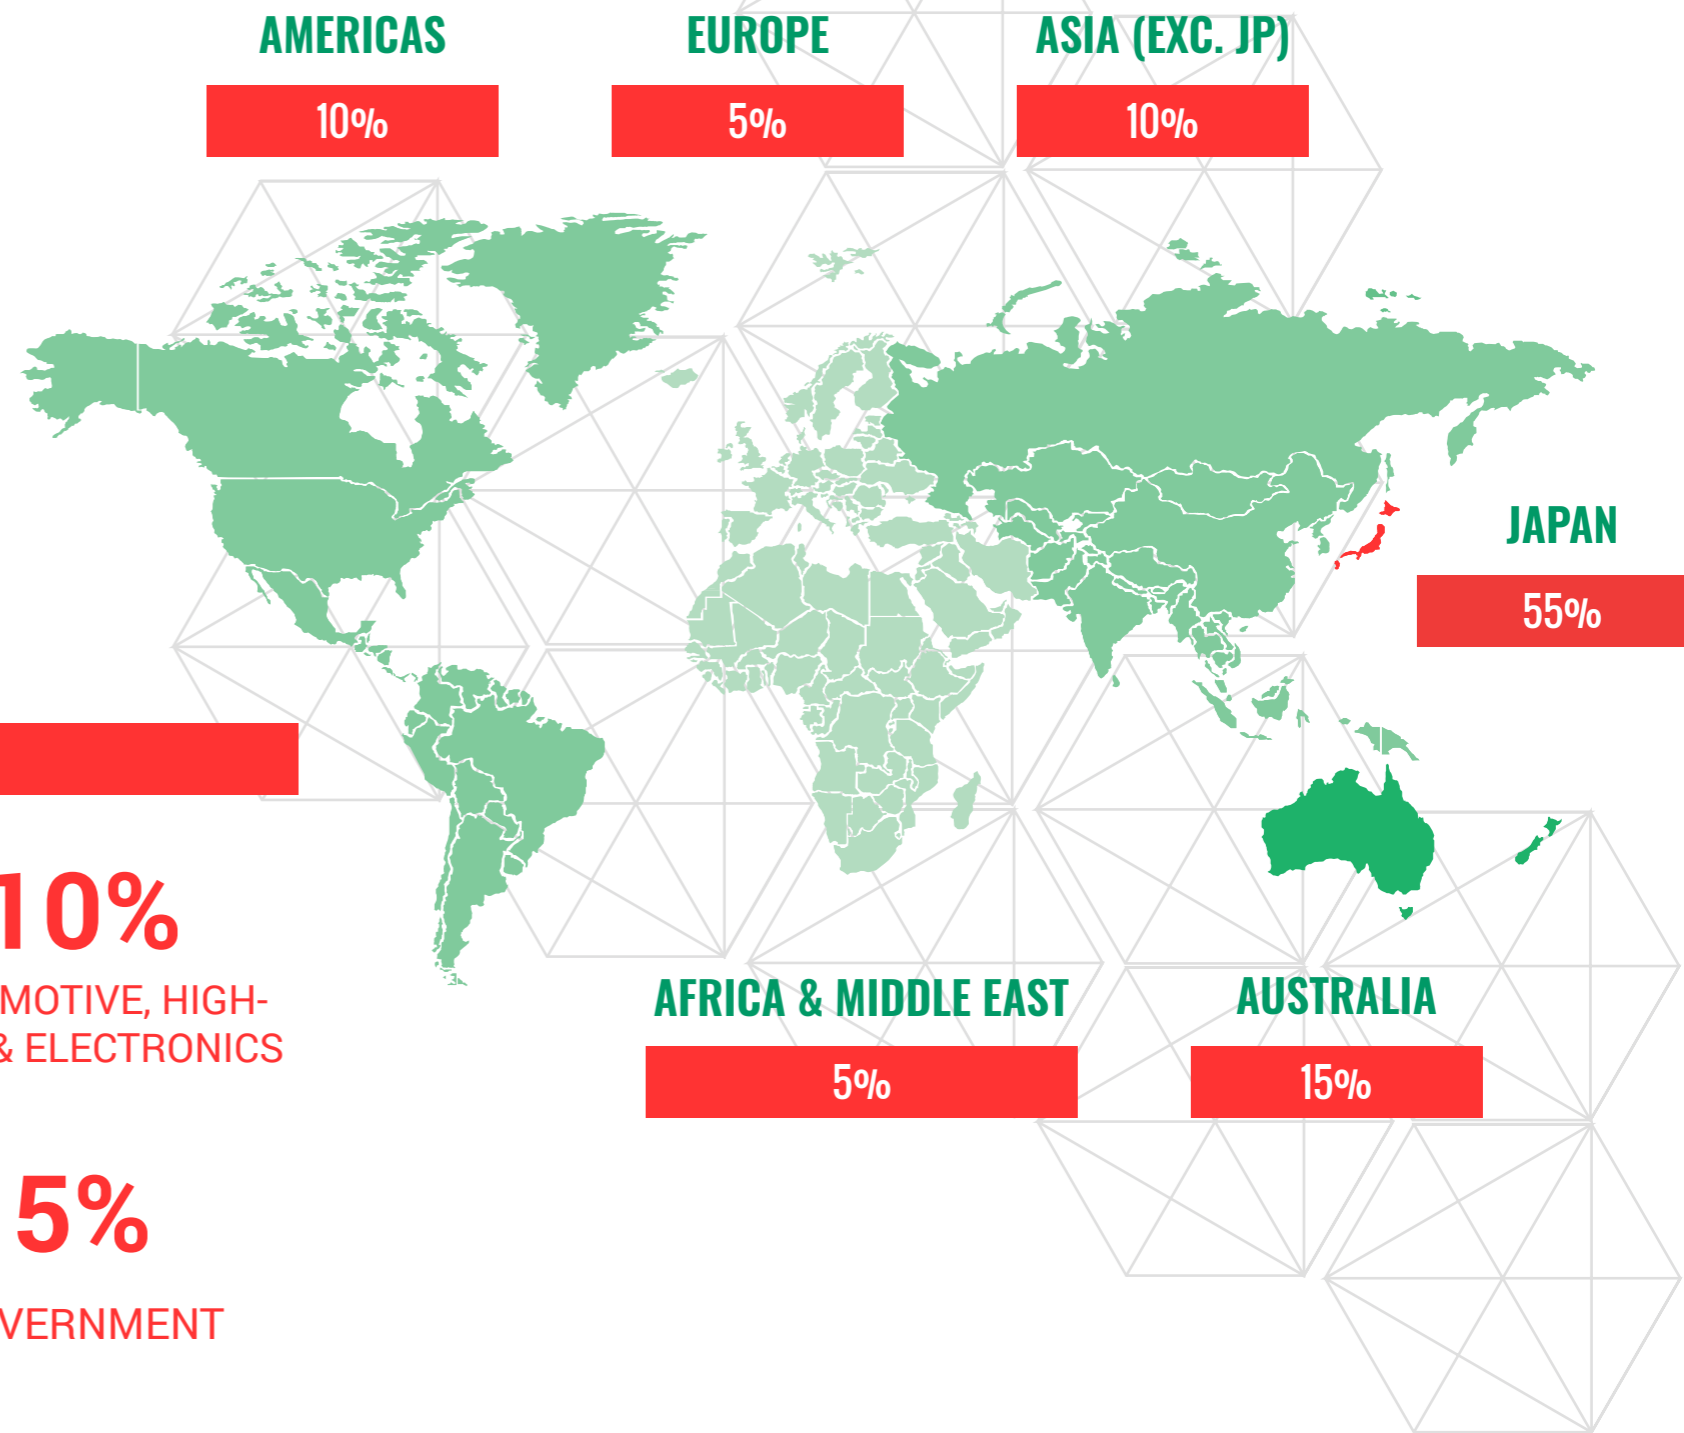 AMERICAS
10%
EUROPE
5%
ASIA (EXC. JP)
10%
JAPAN
55%
10%
MOTIVE, HIGH-
& ELECTRONICS
5%
VERNMENT
AFRICA & MIDDLE EAST
5%
AUSTRALIA
15%